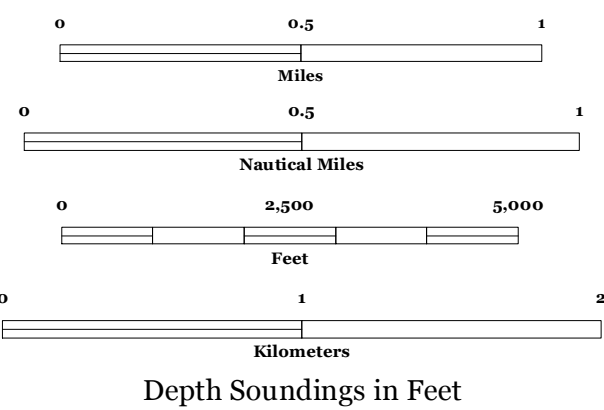 0 0.5 1
Miles
0 0.5 1
Nautical Miles
0 2,500 5,000
Feet
0 1 2
Kilometers
Depth Soundings in Feet